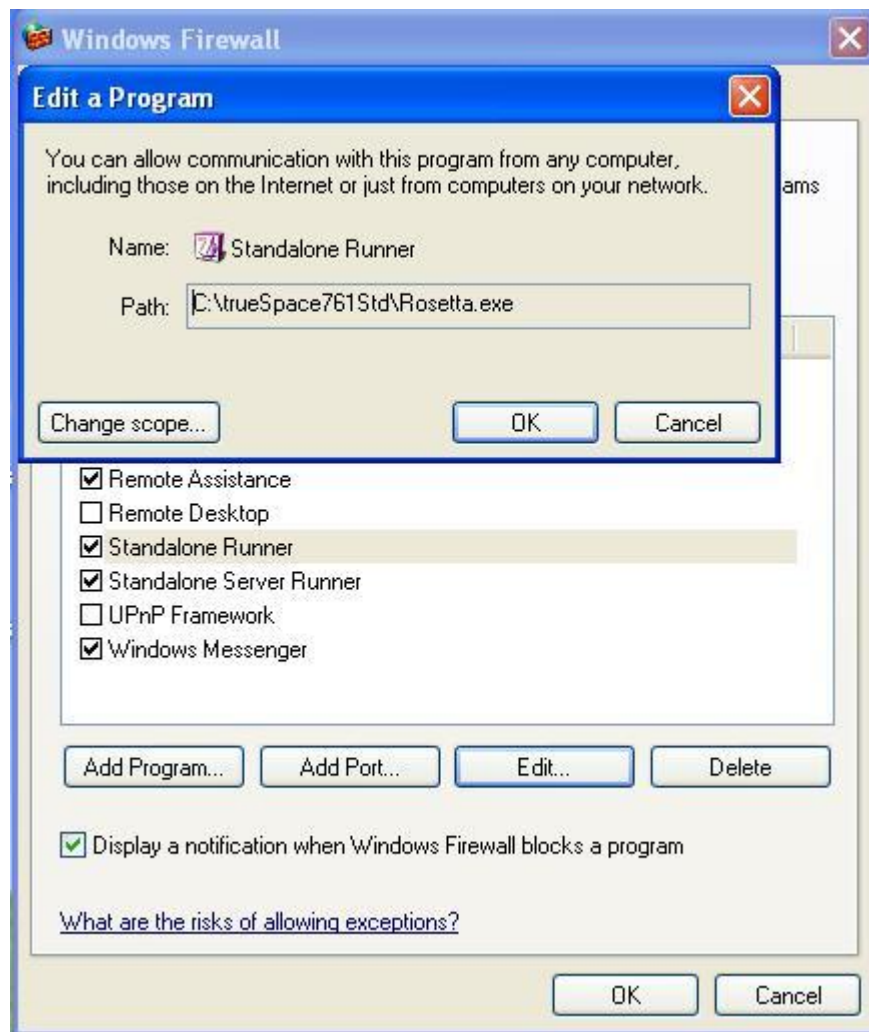 Windows Firewall
Edit a Program
You can allow communication with this program from any computer,
including those on the Internet or just from computers on your network.
ams
Name: Standalone Runner
Path: C:\trueSpace761Std\Rosetta.exe
Change scope... OK Cancel
Remote Assistance
Remote Desktop
Standalone Runner
Standalone Server Runner
UPnP Framework
Windows Messenger
Add Program... Add Port... Edit... Delete
Display a notification when Windows Firewall blocks a program
What are the risks of allowing exceptions?
OK Cancel